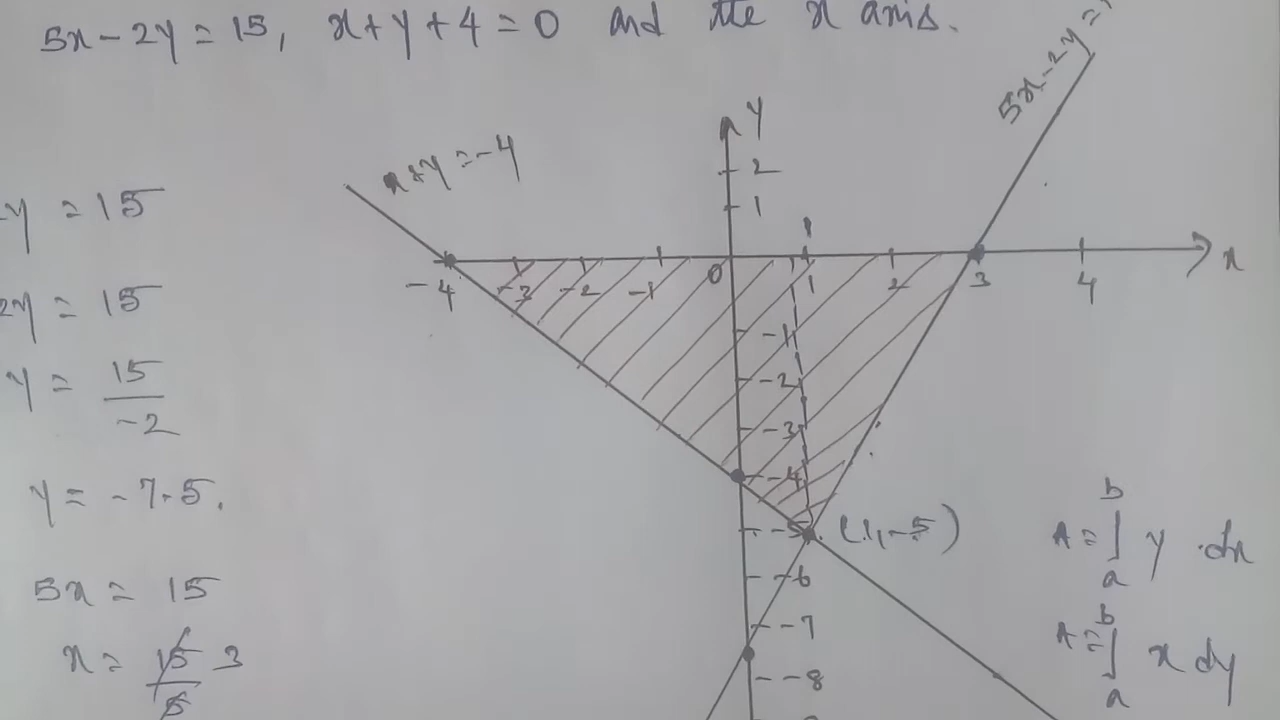 5x - 2y = 15, x + y + 4 = 0 and the x axis.
5x - 2y =
x + y = -4
y
2
1
-4 -3 -2 -1 0 1 2 3 4 x
-1
-2
-3
-4
-5 (1, -5)
-6
-7
-8
-y = 15
2y = 15
y = 15/-2
y = -7.5.
5x = 15
x = 15/5 3
A = ∫_a^b y dx
A = ∫_a^b x dy